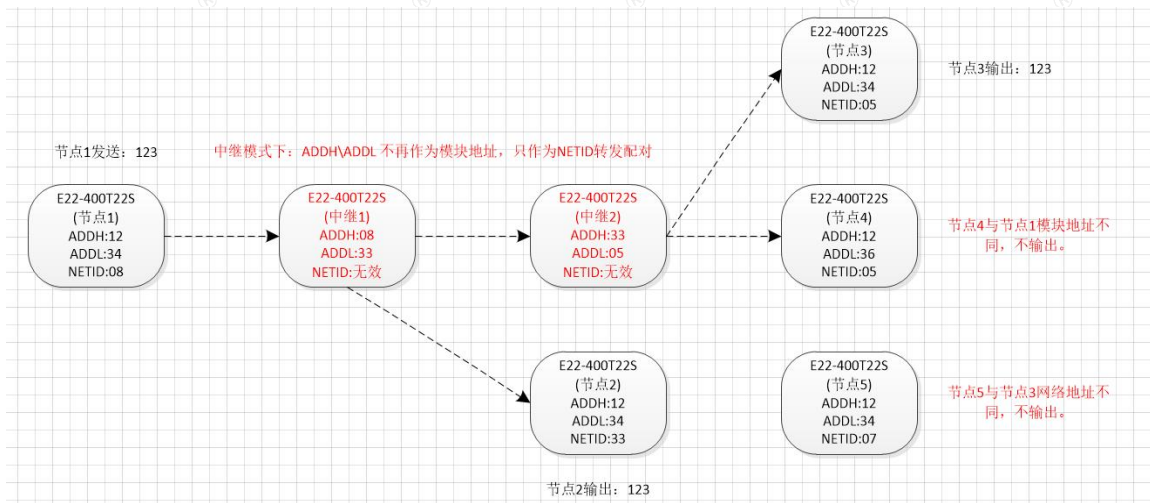 E22-400T22S
(节点3)
ADDH:12
ADDL:34
NETID:05
节点3输出：123
节点1发送：123
中继模式下：ADDH\ADDL 不再作为模块地址，只作为NETID转发配对
E22-400T22S
(节点1)
ADDH:12
ADDL:34
NETID:08
E22-400T22S
(中继1)
ADDH:08
ADDL:33
NETID:无效
E22-400T22S
(中继2)
ADDH:33
ADDL:05
NETID:无效
E22-400T22S
(节点4)
ADDH:12
ADDL:36
NETID:05
节点4与节点1模块地址不
同，不输出。
E22-400T22S
(节点2)
ADDH:12
ADDL:34
NETID:33
E22-400T22S
(节点5)
ADDH:12
ADDL:34
NETID:07
节点5与节点3网络地址不
同，不输出。
节点2输出：123